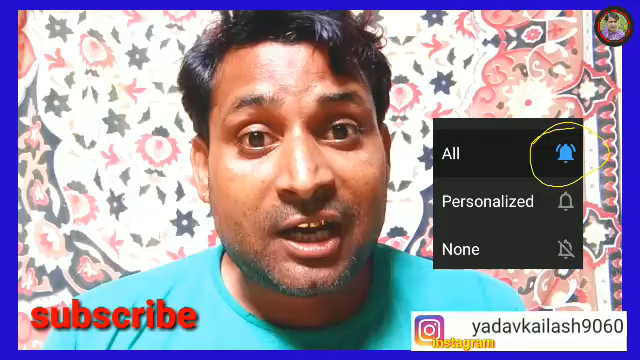 All
Personalized
None
subscribe
yadavkailash9060
instagram